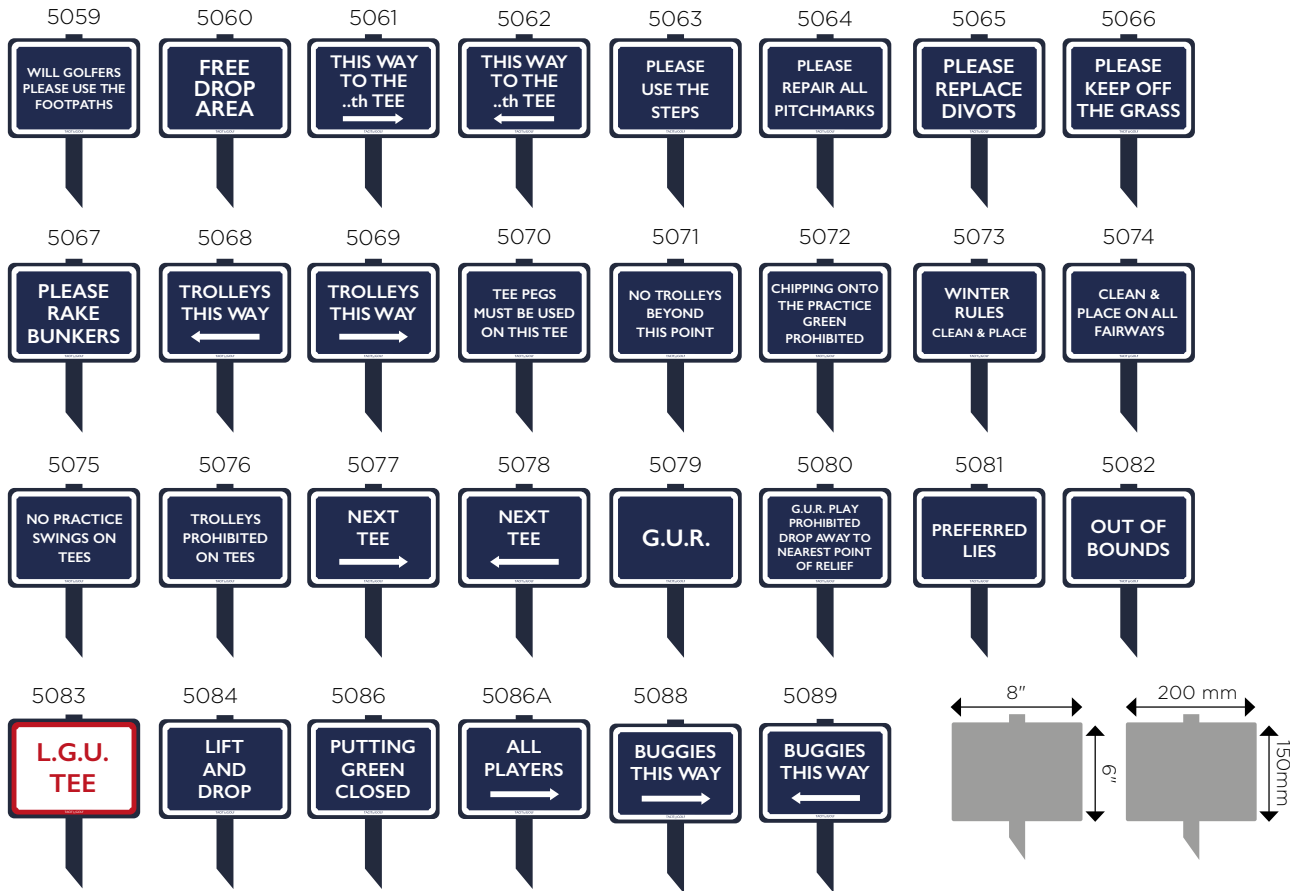 5059
WILL GOLFERS
PLEASE USE THE
FOOTPATHS
5060
FREE
DROP
AREA
5061
THIS WAY
TO THE
..th TEE
5062
THIS WAY
TO THE
..th TEE
5063
PLEASE
USE THE
STEPS
5064
PLEASE
REPAIR ALL
PITCHMARKS
5065
PLEASE
REPLACE
DIVOTS
5066
PLEASE
KEEP OFF
THE GRASS
5067
PLEASE
RAKE
BUNKERS
5068
TROLLEYS
THIS WAY
5069
TROLLEYS
THIS WAY
5070
TEE PEGS
MUST BE USED
ON THIS TEE
5071
NO TROLLEYS
BEYOND
THIS POINT
5072
CHIPPING ONTO
THE PRACTICE
GREEN
PROHIBITED
5073
WINTER
RULES
CLEAN & PLACE
5074
CLEAN &
PLACE ON ALL
FAIRWAYS
5075
NO PRACTICE
SWINGS ON
TEES
5076
TROLLEYS
PROHIBITED
ON TEES
5077
NEXT
TEE
5078
NEXT
TEE
5079
G.U.R.
5080
G.U.R. PLAY
PROHIBITED
DROP AWAY TO
NEAREST POINT
OF RELIEF
5081
PREFERRED
LIES
5082
OUT OF
BOUNDS
5083
L.G.U.
TEE
5084
LIFT
AND
DROP
5086
PUTTING
GREEN
CLOSED
5086A
ALL
PLAYERS
5088
BUGGIES
THIS WAY
5089
BUGGIES
THIS WAY
8"
6"
200 mm
150mm